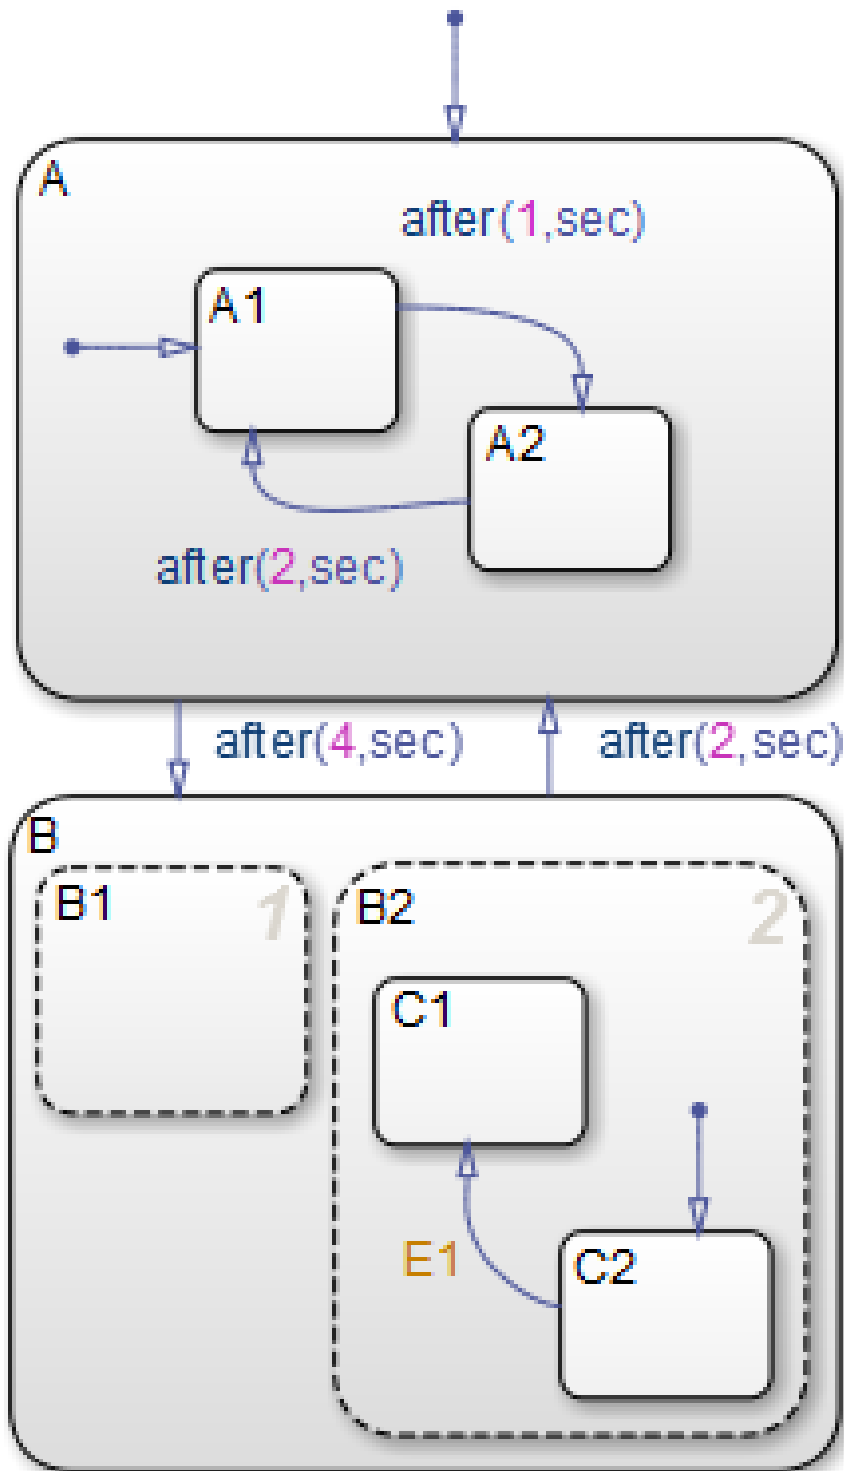 A
after(1,sec)
A1
A2
after(2,sec)
after(4,sec) after(2,sec)
B
B1 1 B2 2
C1
E1
C2